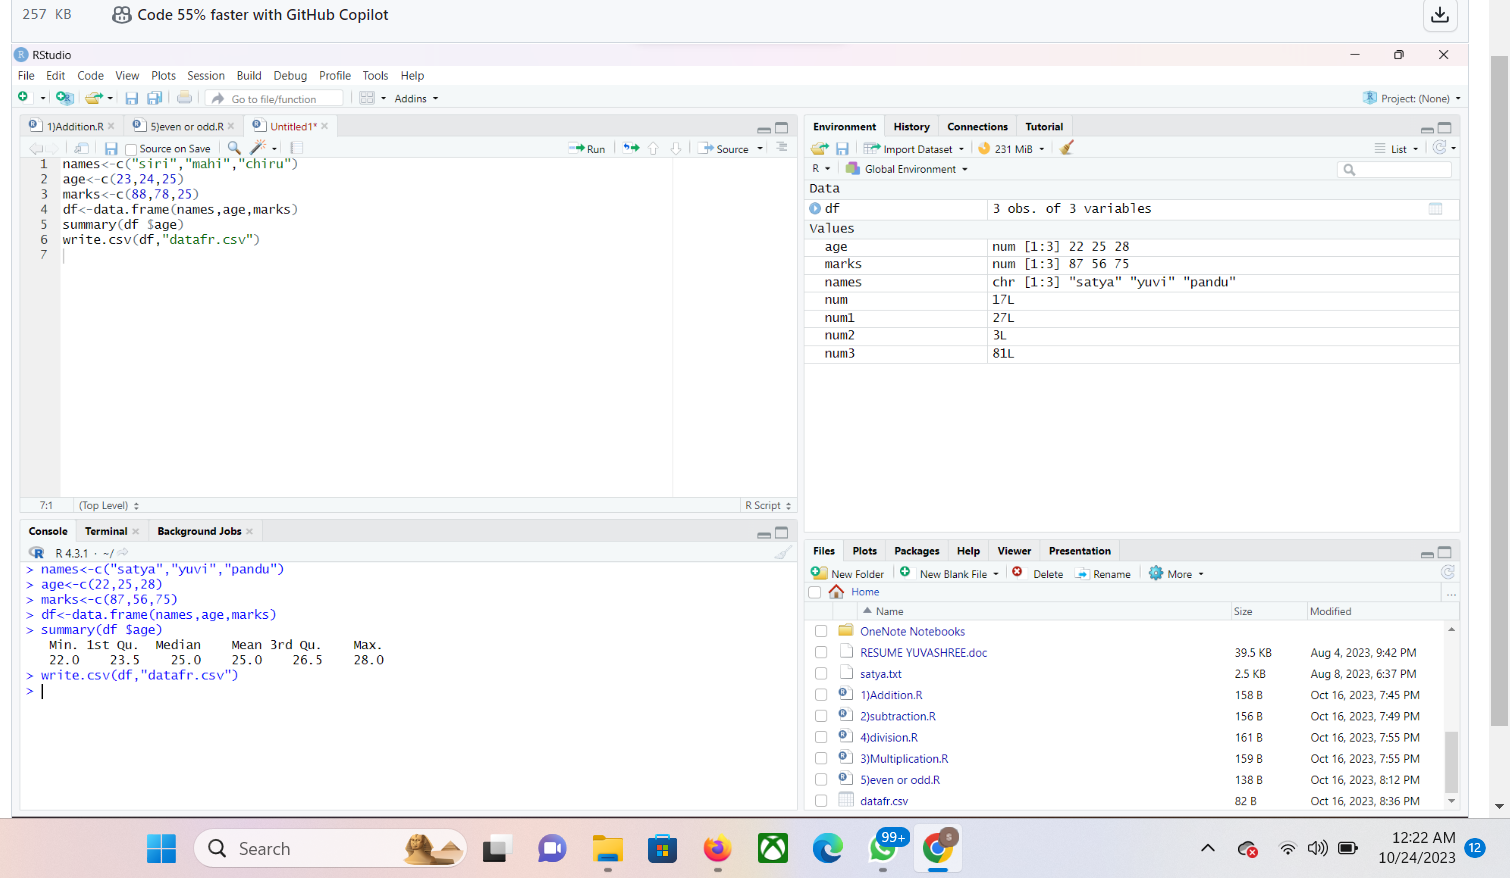 257 KB Code 55% faster with GitHub Copilot
RStudio
File Edit Code View Plots Session Build Debug Profile Tools Help
Go to file/function Addins Project: (None)
1)Addition.R 5)even or odd.R Untitled1*
Source on Save Run Source
1 names<-c("siri","mahi","chiru")
2 age<-c(23,24,25)
3 marks<-c(88,78,25)
4 df<-data.frame(names,age,marks)
5 summary(df $age)
6 write.csv(df,"datafr.csv")
7
7:1 (Top Level) R Script
Console Terminal Background Jobs
R 4.3.1 · ~/
> names<-c("satya","yuvi","pandu")
> age<-c(22,25,28)
> marks<-c(87,56,75)
> df<-data.frame(names,age,marks)
> summary(df $age)
Min. 1st Qu. Median Mean 3rd Qu. Max.
22.0 23.5 25.0 25.0 26.5 28.0
> write.csv(df,"datafr.csv")
>
Environment History Connections Tutorial
Import Dataset 231 MiB List
R Global Environment
Data
df 3 obs. of 3 variables
Values
age num [1:3] 22 25 28
marks num [1:3] 87 56 75
names chr [1:3] "satya" "yuvi" "pandu"
num 17L
num1 27L
num2 3L
num3 81L
Files Plots Packages Help Viewer Presentation
New Folder New Blank File Delete Rename More
Home ...
Name Size Modified
OneNote Notebooks
RESUME YUVASHREE.doc 39.5 KB Aug 4, 2023, 9:42 PM
satya.txt 2.5 KB Aug 8, 2023, 6:37 PM
1)Addition.R 158 B Oct 16, 2023, 7:45 PM
2)subtraction.R 156 B Oct 16, 2023, 7:49 PM
4)division.R 161 B Oct 16, 2023, 7:55 PM
3)Multiplication.R 159 B Oct 16, 2023, 7:55 PM
5)even or odd.R 138 B Oct 16, 2023, 8:12 PM
datafr.csv 82 B Oct 16, 2023, 8:36 PM
Search 99+ S 12:22 AM
10/24/2023 12